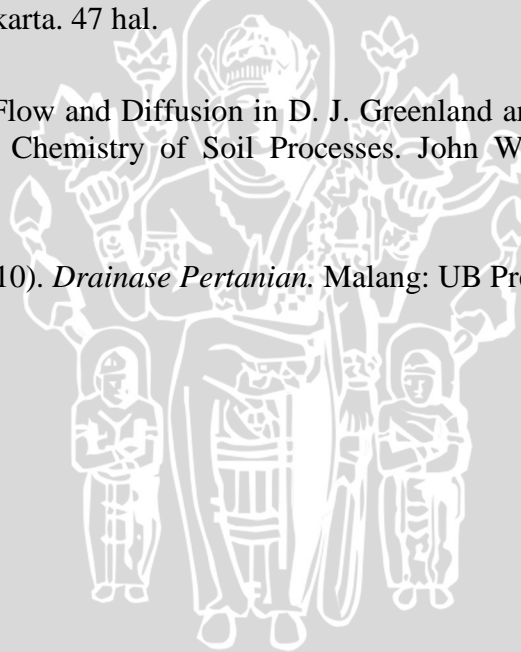 karta. 47 hal.
Flow and Diffusion in D. J. Greenland an
Chemistry of Soil Processes. John W
10). Drainase Pertanian. Malang: UB Pre